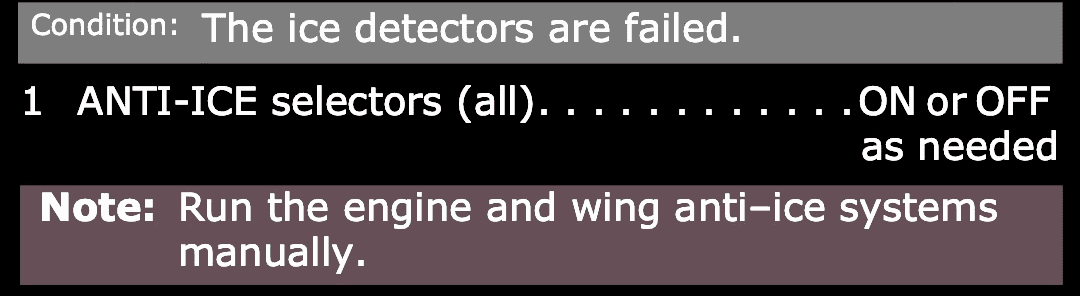 Condition: The ice detectors are failed.
1 ANTI-ICE selectors (all). . . . . . . . . . . . .ON or OFF
as needed
Note: Run the engine and wing anti–ice systems
manually.